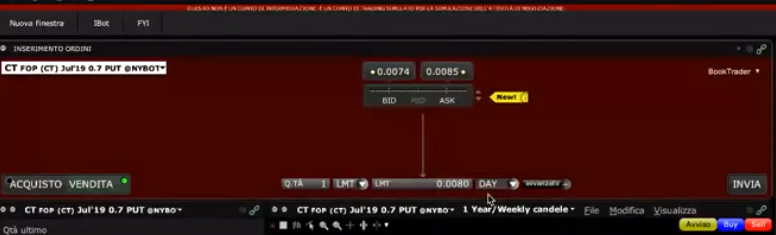 QUESTO NON È UN CONTO DI INTERMEDIAZIONE. È UN CONTO DI TRADING SIMULATO PER LA SIMULAZIONE DELL'ATTIVITÀ DI NEGOZIAZIONE.
Nuova finestra IBot FYI
INSERIMENTO ORDINI
CT FOP (CT) Jul'19 0.7 PUT @NYBOT
0.0074 0.0085
BookTrader
BID MID ASK
New!
ACQUISTO VENDITA Q.TÀ 1 LMT LMT 0.0080 DAY avanzato INVIA
CT FOP (CT) Jul'19 0.7 PUT @NYBO CT FOP (CT) Jul'19 0.7 PUT @NYBO 1 Year/Weekly candele File Modifica Visualizza
Qtà ultimo Avviso Buy Sell